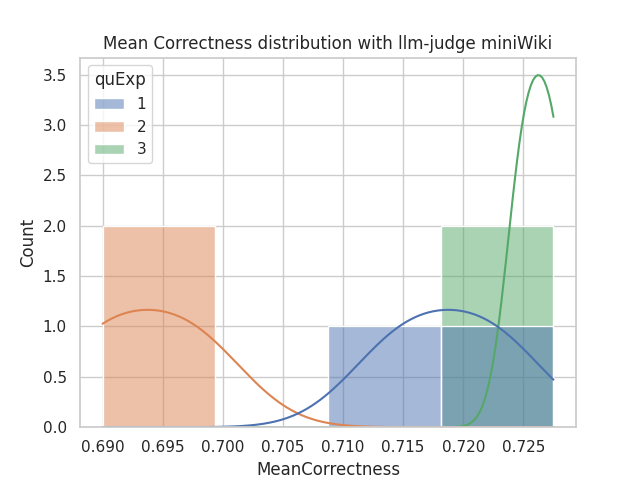 Mean Correctness distribution with llm-judge miniWiki
quExp
1
2
3
Count
3.5
3.0
2.5
2.0
1.5
1.0
0.5
0.0
0.690 0.695 0.700 0.705 0.710 0.715 0.720 0.725
MeanCorrectness